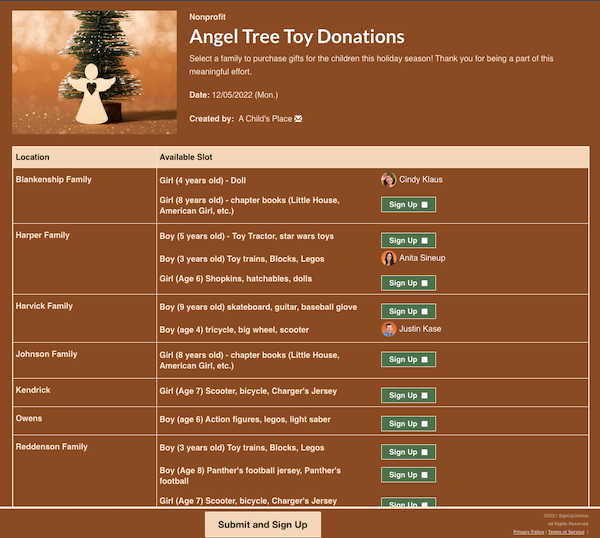 Nonprofit
Angel Tree Toy Donations
Select a family to purchase gifts for the children this holiday season! Thank you for being a part of this
meaningful effort.
Date: 12/05/2022 (Mon.)
Created by: A Child's Place
Location Available Slot
Blankenship Family Girl (4 years old) - Doll Cindy Klaus
Girl (8 years old) - chapter books (Little House,
American Girl, etc.) Sign Up
Harper Family Boy (5 years old) - Toy Tractor, star wars toys Sign Up
Boy (3 years old) Toy trains, Blocks, Legos Anita Sineup
Girl (Age 6) Shopkins, hatchables, dolls Sign Up
Harvick Family Boy (9 years old) skateboard, guitar, baseball glove Sign Up
Boy (age 4) tricycle, big wheel, scooter Justin Kase
Johnson Family Girl (8 years old) - chapter books (Little House,
American Girl, etc.) Sign Up
Kendrick Girl (Age 7) Scooter, bicycle, Charger's Jersey Sign Up
Owens Boy (age 6) Action figures, legos, light saber Sign Up
Reddenson Family Boy (3 years old) Toy trains, Blocks, Legos Sign Up
Boy (Age 8) Panther's football jersey, Panther's
football Sign Up
Girl (Age 7) Scooter, bicycle, Charger's Jersey Sign Up
Submit and Sign Up
©2021 SignUpGenius
All Rights Reserved.
Privacy Policy | Terms of Service |